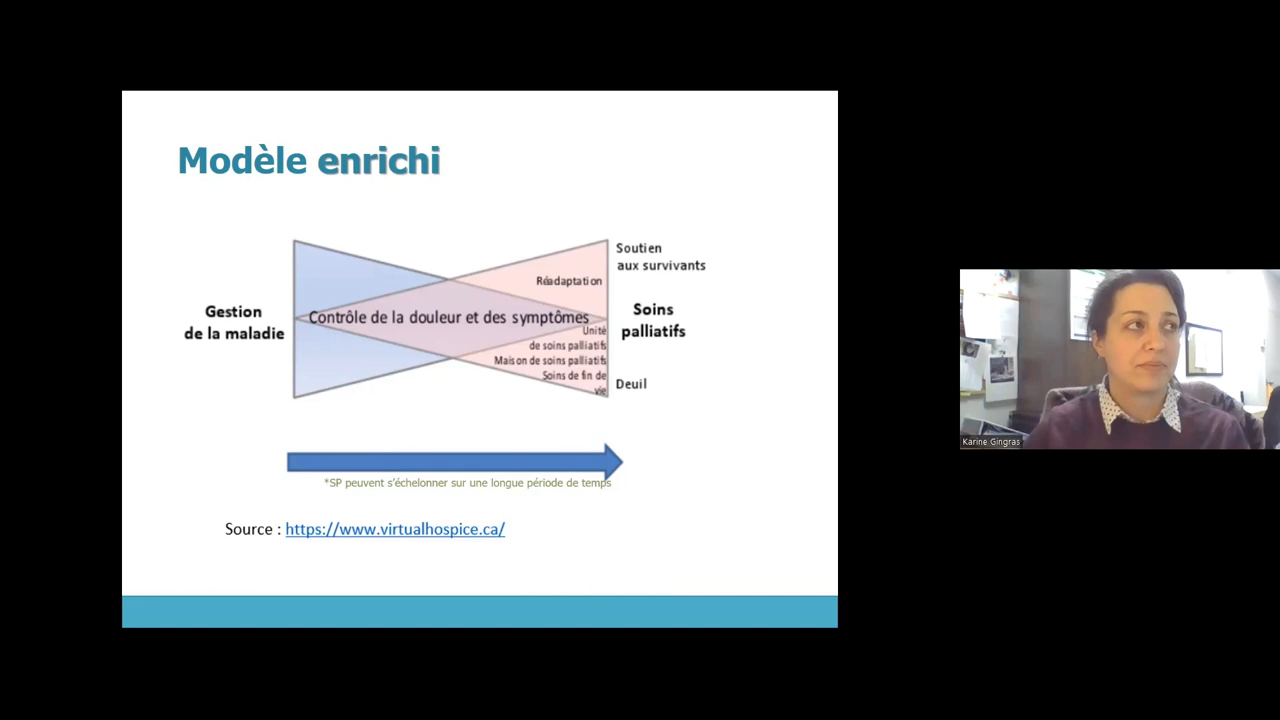 Modèle enrichi
Soutien
aux survivants
Réadaptation
Gestion
de la maladie
Contrôle de la douleur et des symptômes
Soins
palliatifs
Unité
de soins palliatifs
Maison de soins palliatifs
Soins de fin de
vie
Deuil
*SP peuvent s’échelonner sur une longue période de temps
Source : https://www.virtualhospice.ca/
Karine Gingras